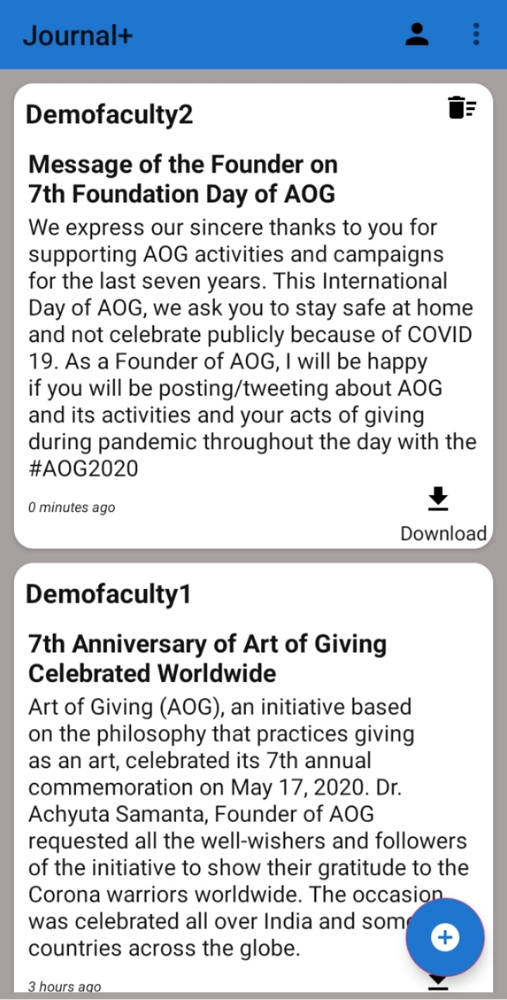 Journal+
Demofaculty2
Message of the Founder on
7th Foundation Day of AOG
We express our sincere thanks to you for
supporting AOG activities and campaigns
for the last seven years. This International
Day of AOG, we ask you to stay safe at home
and not celebrate publicly because of COVID
19. As a Founder of AOG, I will be happy
if you will be posting/tweeting about AOG
and its activities and your acts of giving
during pandemic throughout the day with the
#AOG2020
0 minutes ago
Download
Demofaculty1
7th Anniversary of Art of Giving
Celebrated Worldwide
Art of Giving (AOG), an initiative based
on the philosophy that practices giving
as an art, celebrated its 7th annual
commemoration on May 17, 2020. Dr.
Achyuta Samanta, Founder of AOG
requested all the well-wishers and followers
of the initiative to show their gratitude to the
Corona warriors worldwide. The occasion
was celebrated all over India and some
countries across the globe.
3 hours ago